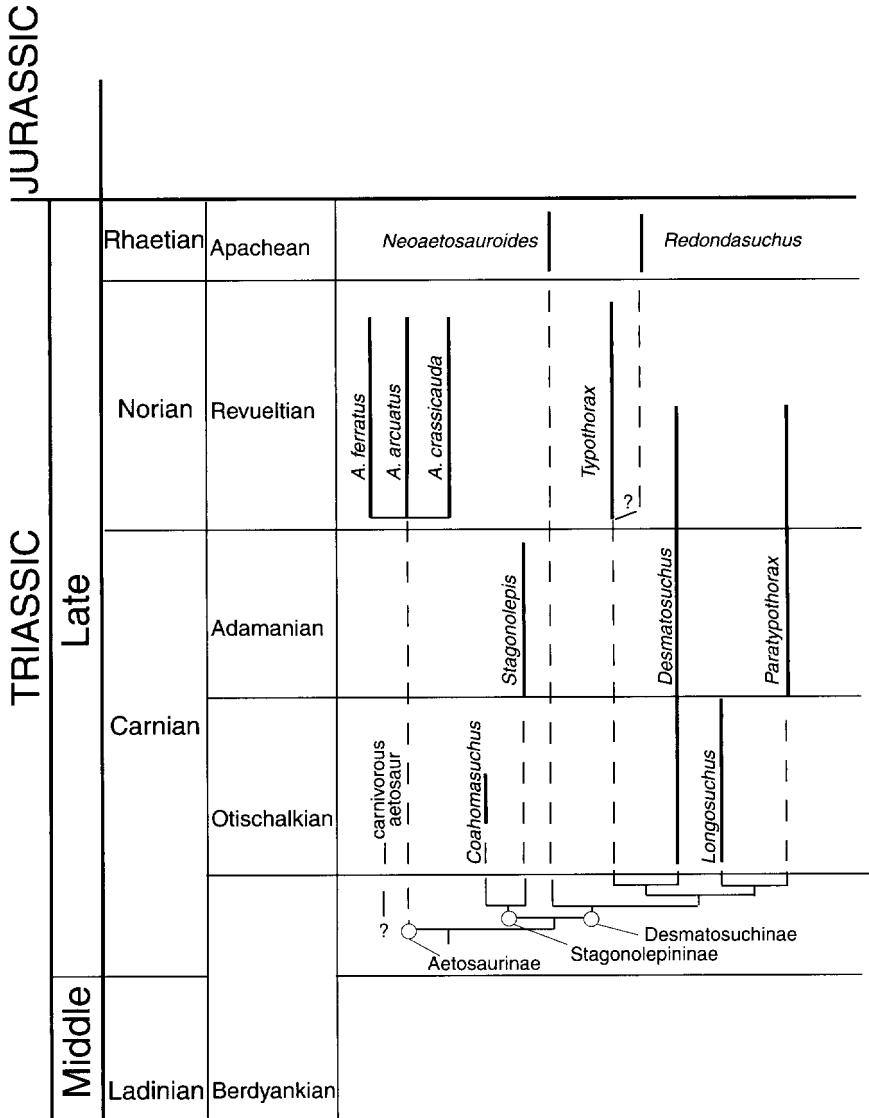 JURASSIC
TRIASSIC
Late
Middle
Rhaetian
Apachean
Neoaetosauroides
Redondasuchus
Norian
Revueltian
A. ferratus
A. arcuatus
A. crassicauda
Typothorax
?
Carnian
Adamanian
Stagonolepis
Desmatosuchus
Paratypothorax
Otischalkian
carnivorous
aetosaur
Coahomasuchus
Longosuchus
?
Aetosaurinae
Stagonolepininae
Desmatosuchinae
Ladinian
Berdyankian